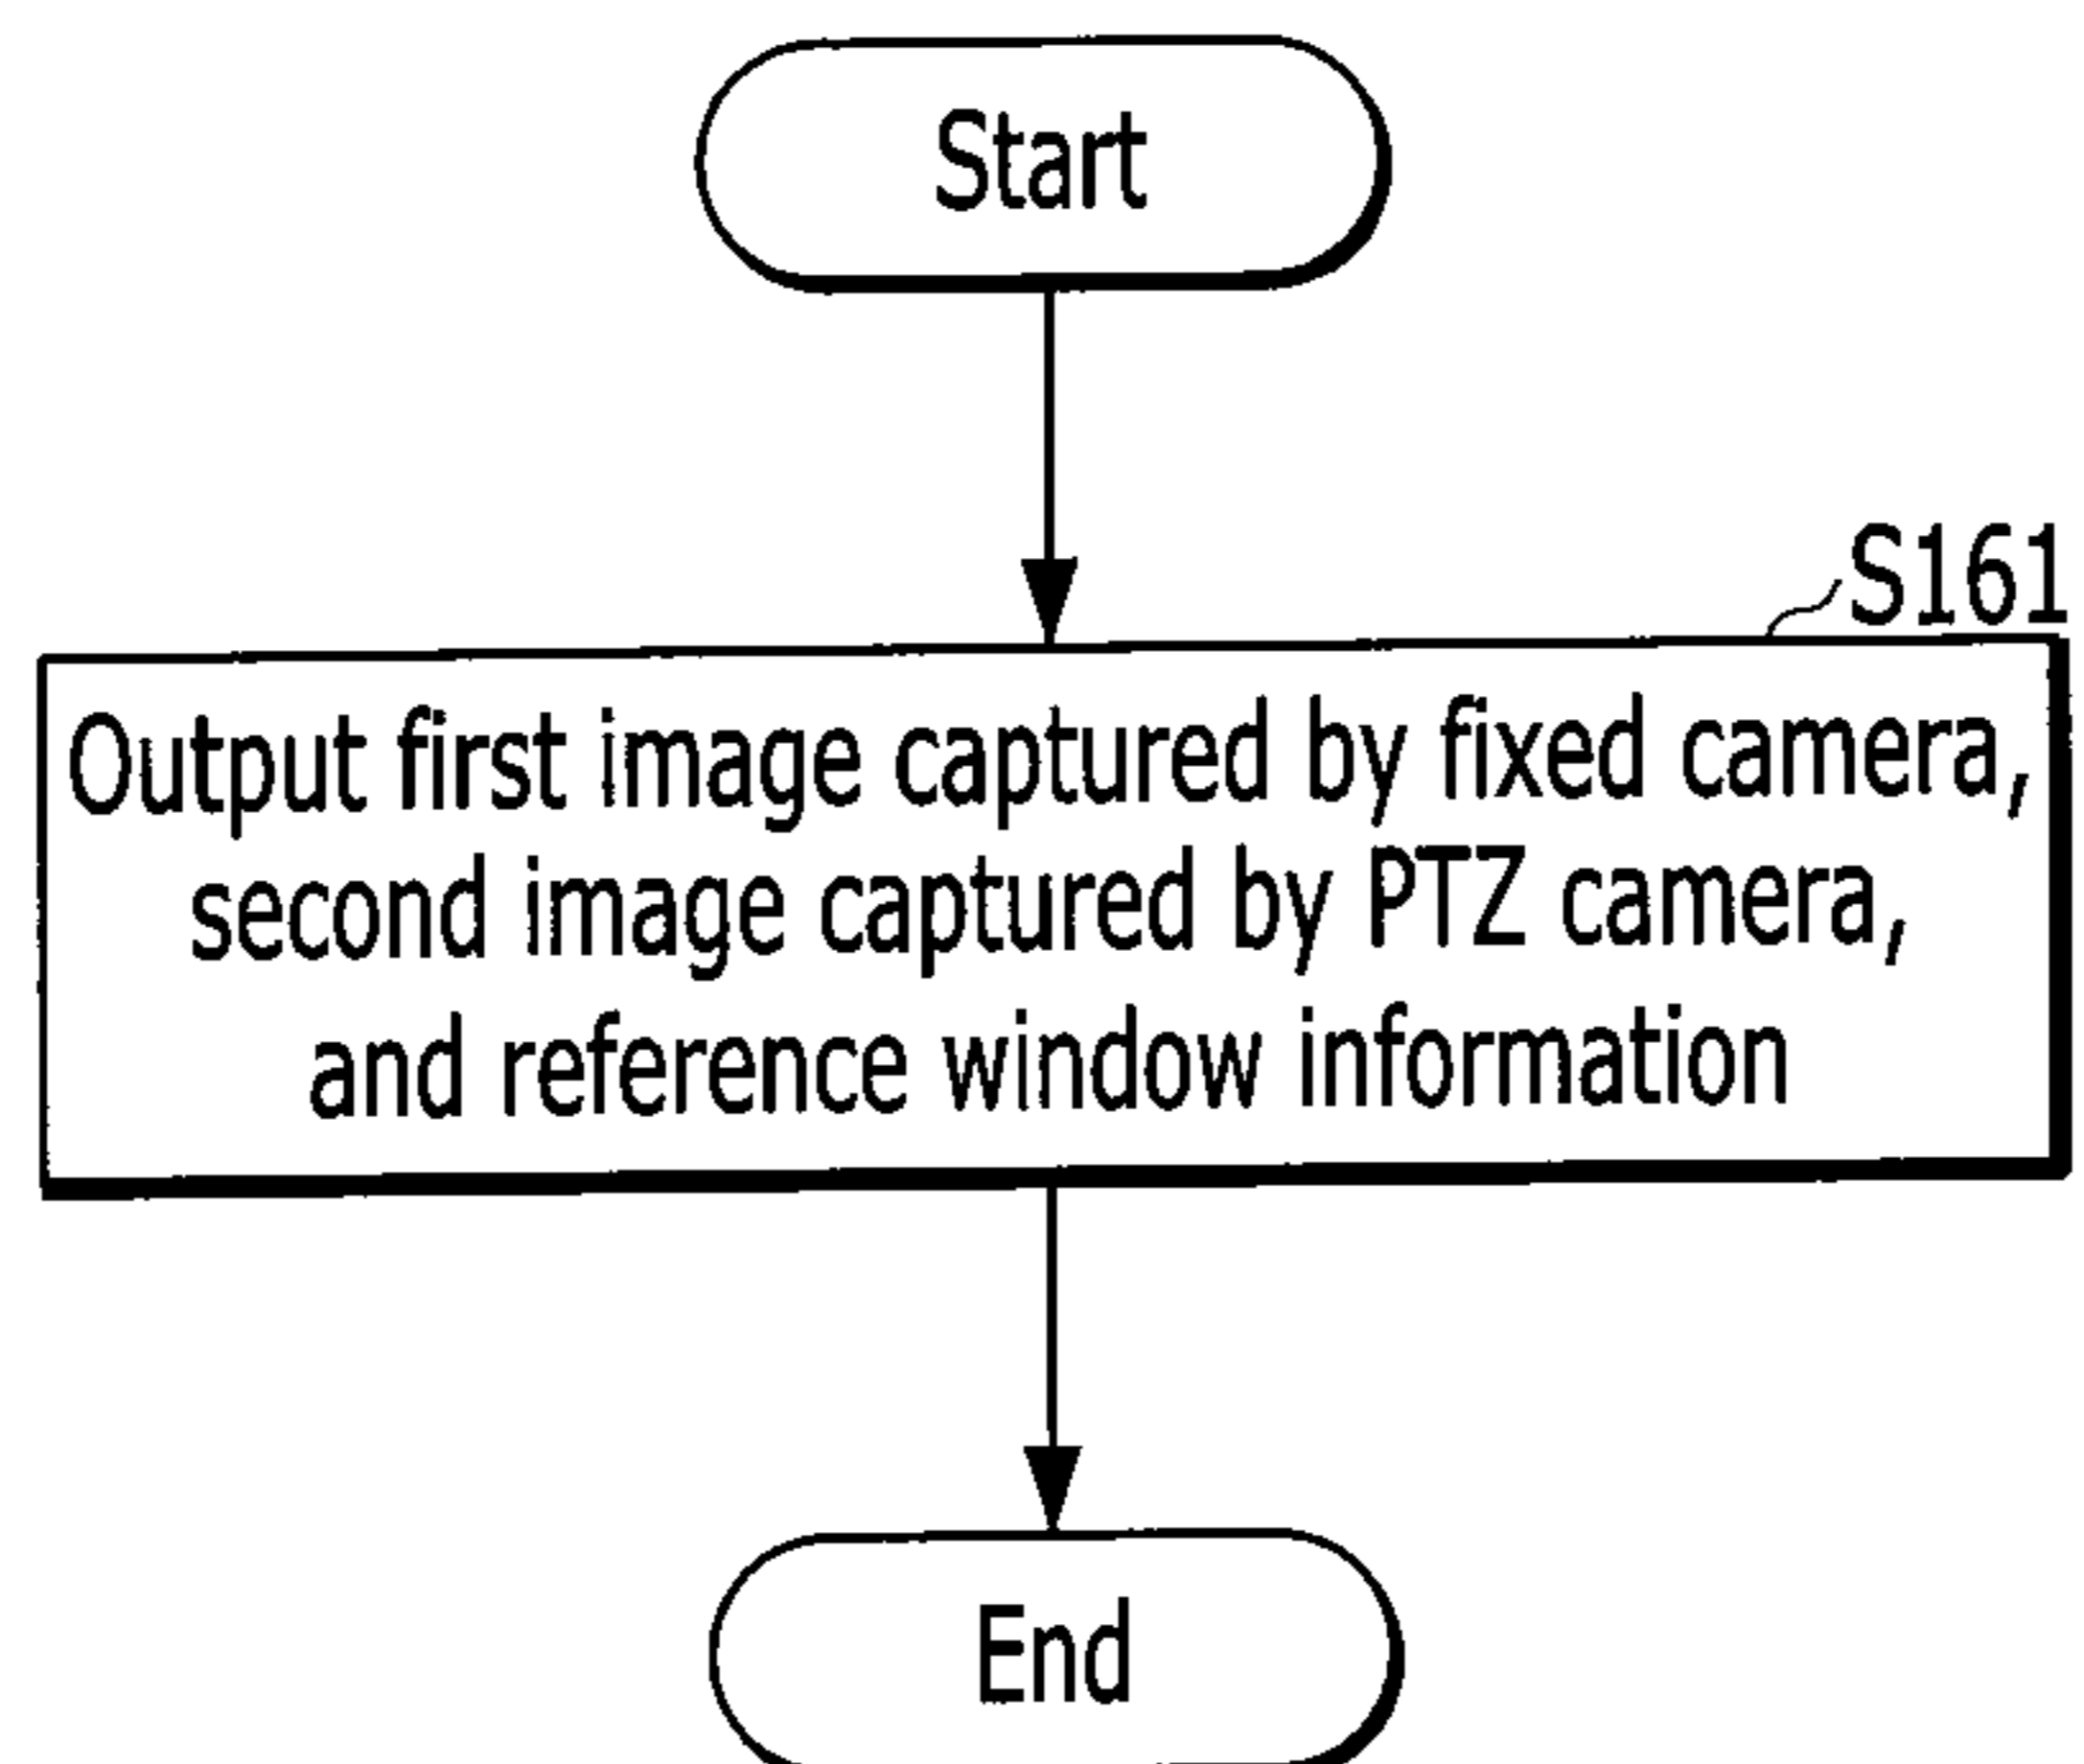 Start
S161
Output first image captured by fixed camera,
second image captured by PTZ camera,
and reference window information
End